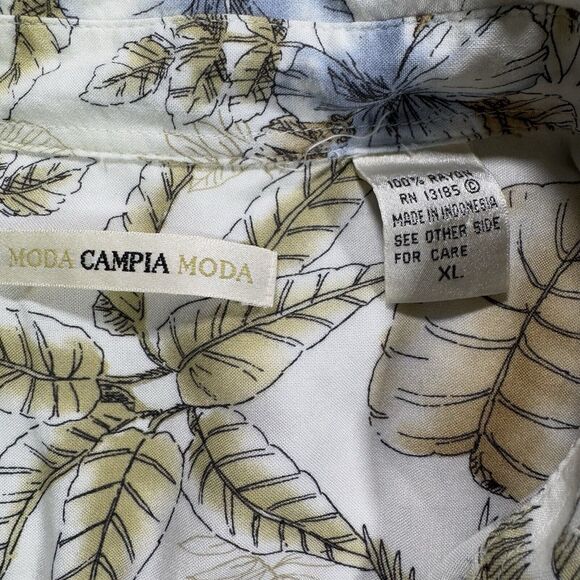 MODA CAMPIA MODA
100% RAYON
RN 13185 ©
MADE IN INDONESIA
SEE OTHER SIDE
FOR CARE
XL